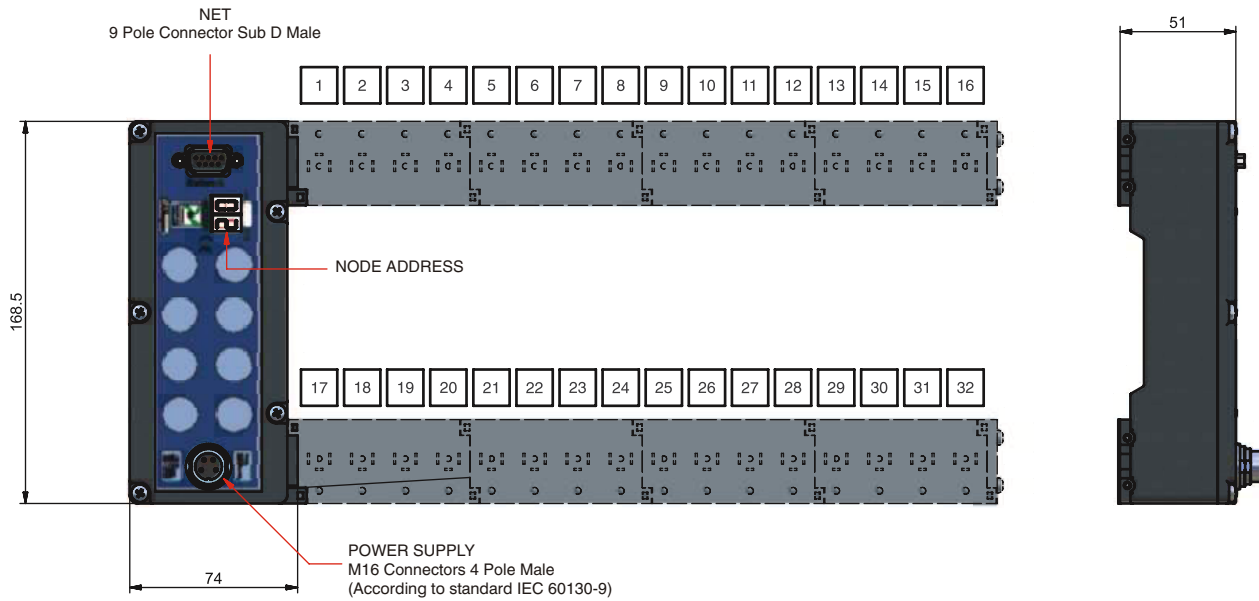 NET
9 Pole Connector Sub D Male
51
1 2 3 4 5 6 7 8 9 10 11 12 13 14 15 16
168.5
NODE ADDRESS
17 18 19 20 21 22 23 24 25 26 27 28 29 30 31 32
POWER SUPPLY
M16 Connectors 4 Pole Male
(According to standard IEC 60130-9)
74